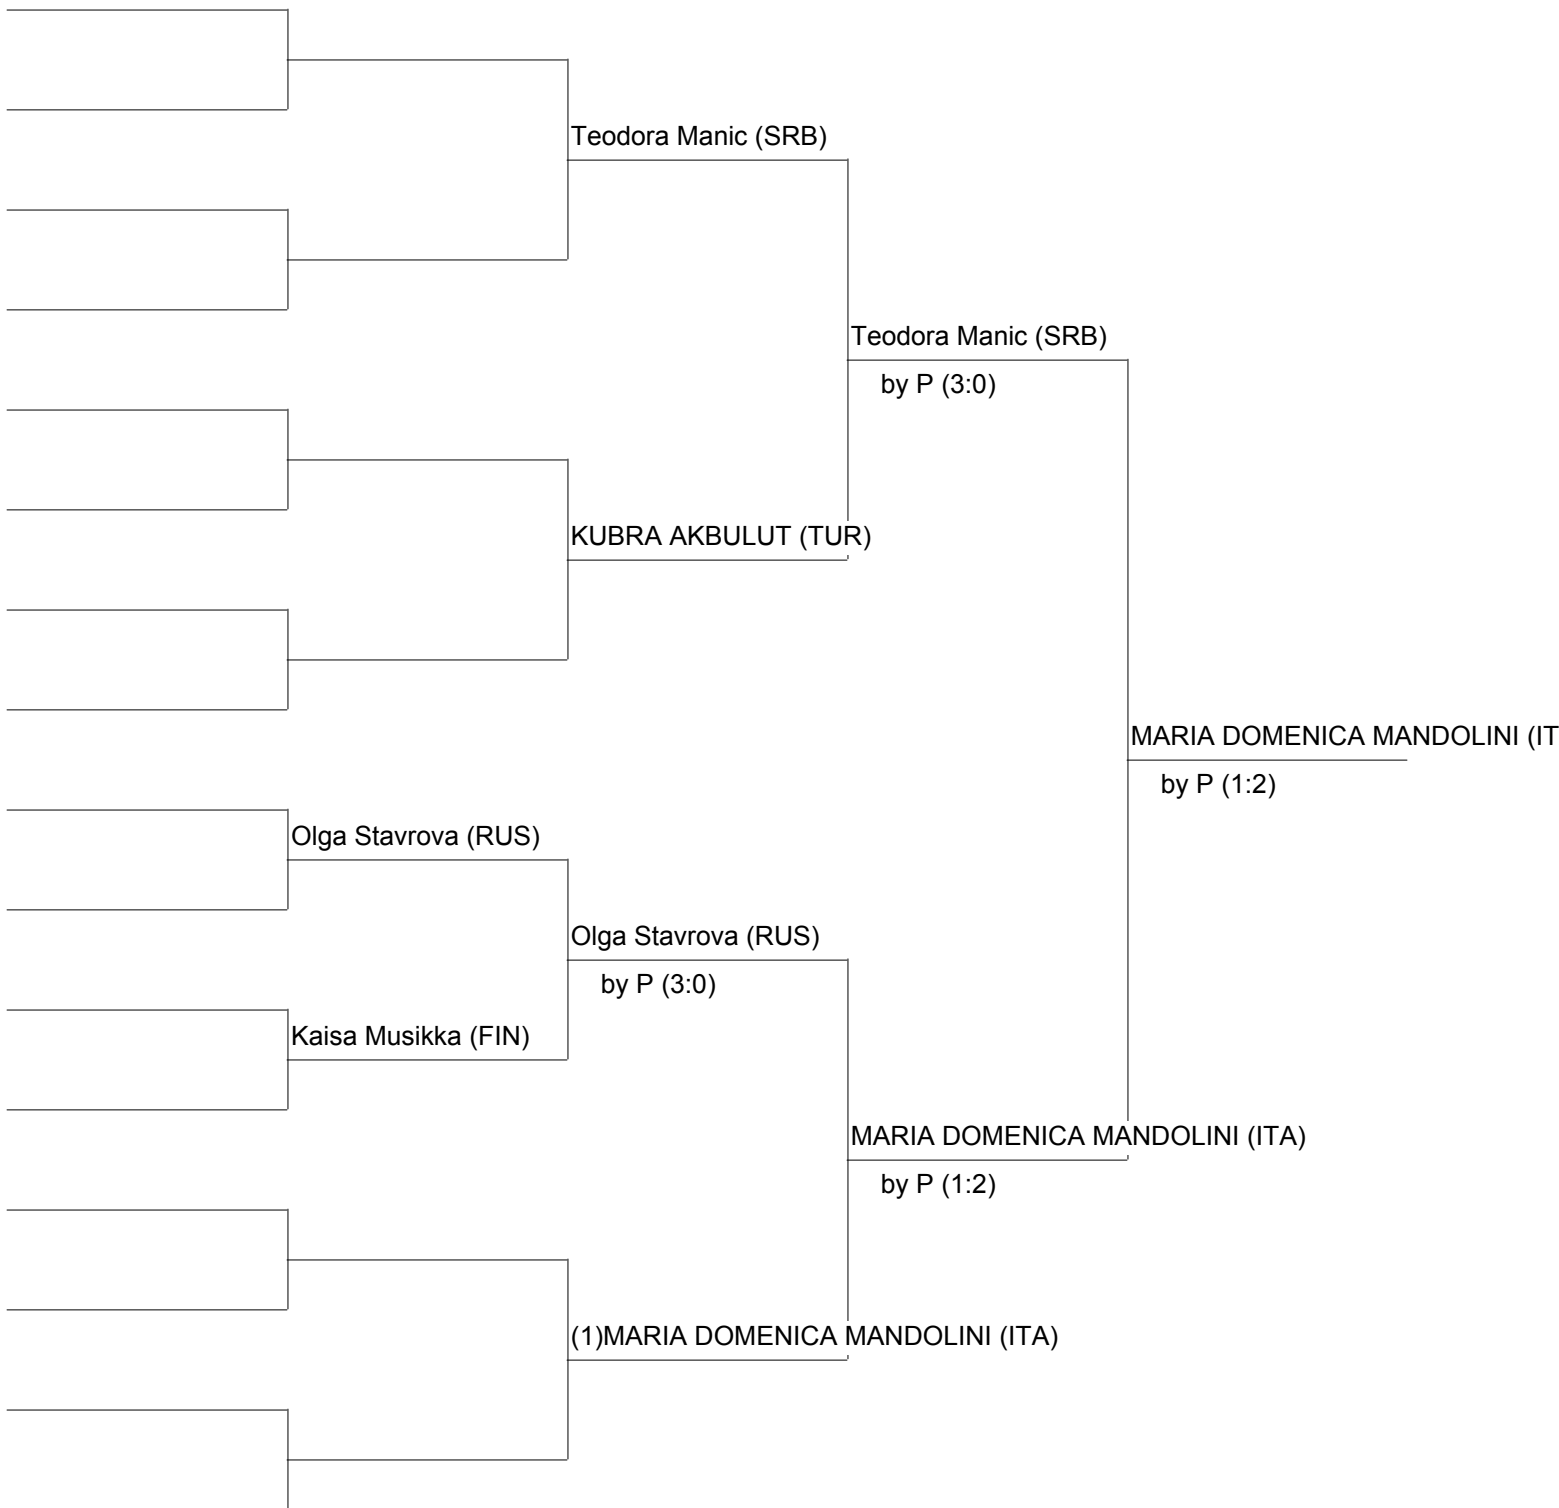 Teodora Manic (SRB)
Teodora Manic (SRB)
by P (3:0)
KUBRA AKBULUT (TUR)
MARIA DOMENICA MANDOLINI (IT
by P (1:2)
Olga Stavrova (RUS)
Olga Stavrova (RUS)
by P (3:0)
Kaisa Musikka (FIN)
MARIA DOMENICA MANDOLINI (ITA)
by P (1:2)
(1)MARIA DOMENICA MANDOLINI (ITA)